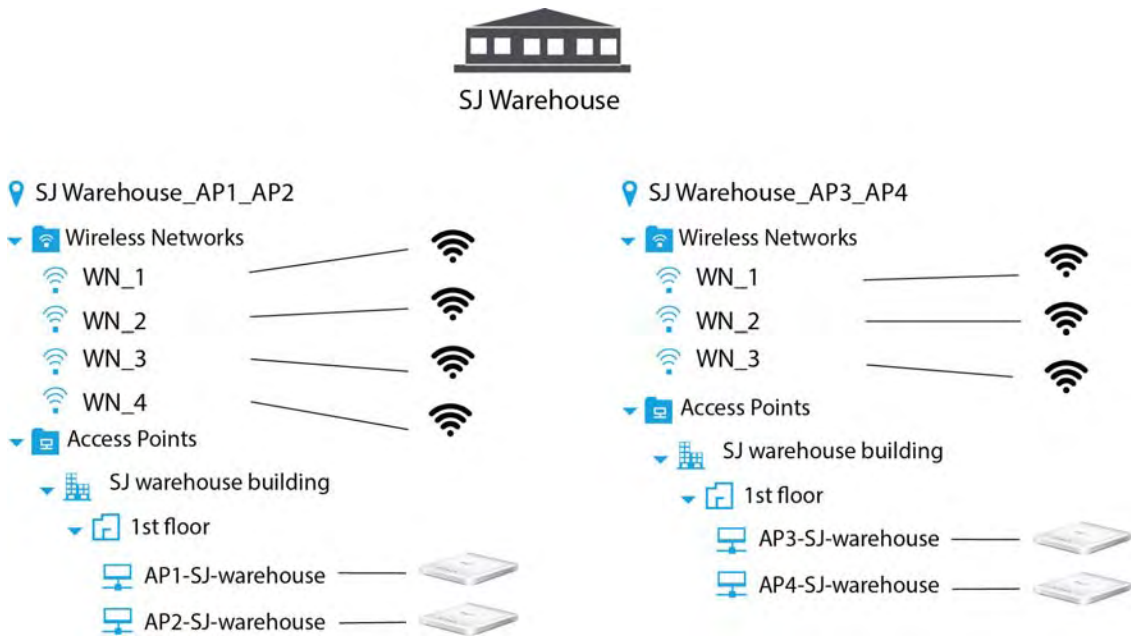 SJ Warehouse
SJ Warehouse_AP1_AP2
Wireless Networks
WN_1
WN_2
WN_3
WN_4
Access Points
SJ warehouse building
1st floor
AP1-SJ-warehouse
AP2-SJ-warehouse
SJ Warehouse_AP3_AP4
Wireless Networks
WN_1
WN_2
WN_3
Access Points
SJ warehouse building
1st floor
AP3-SJ-warehouse
AP4-SJ-warehouse